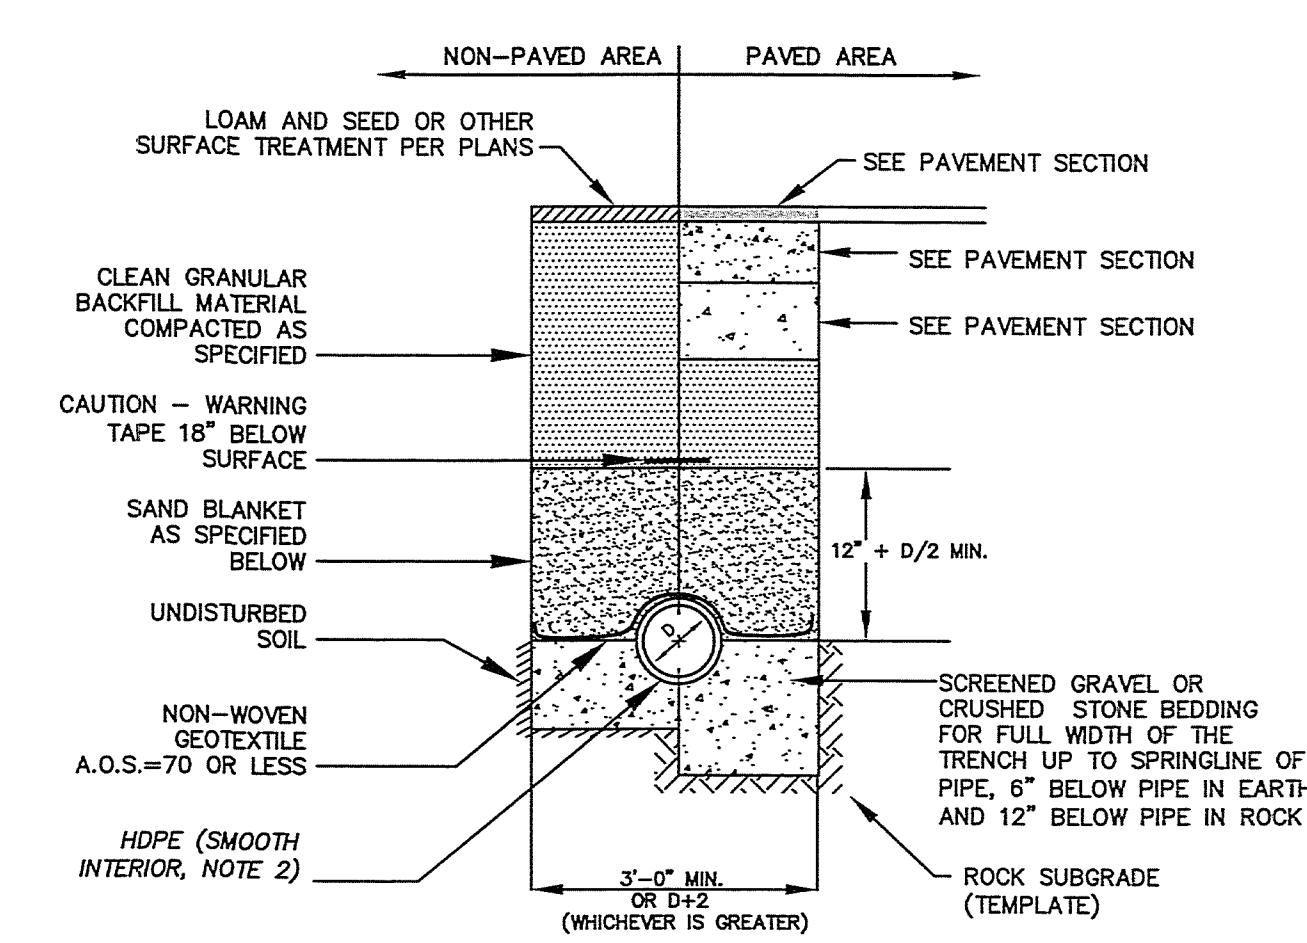 NON-PAVED AREA
PAVED AREA
LOAM AND SEED OR OTHER
SURFACE TREATMENT PER PLANS
SEE PAVEMENT SECTION
SEE PAVEMENT SECTION
SEE PAVEMENT SECTION
CLEAN GRANULAR
BACKFILL MATERIAL
COMPACTED AS
SPECIFIED
CAUTION - WARNING
TAPE 18" BELOW
SURFACE
SAND BLANKET
AS SPECIFIED
BELOW
12" + D/2 MIN.
UNDISTURBED
SOIL
D
NON-WOVEN
GEOTEXTILE
A.O.S.=70 OR LESS
SCREENED GRAVEL OR
CRUSHED STONE BEDDING
FOR FULL WIDTH OF THE
TRENCH UP TO SPRINGLINE OF
PIPE, 6" BELOW PIPE IN EARTH
AND 12" BELOW PIPE IN ROCK
HDPE (SMOOTH
INTERIOR, NOTE 2)
3'-0" MIN.
OR D+2
(WHICHEVER IS GREATER)
ROCK SUBGRADE
(TEMPLATE)